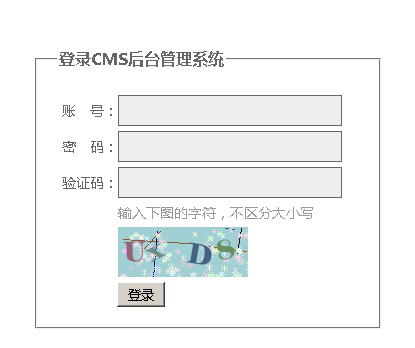 登录CMS后台管理系统
账 号：
密 码：
验证码：
输入下图的字符，不区分大小写
登录